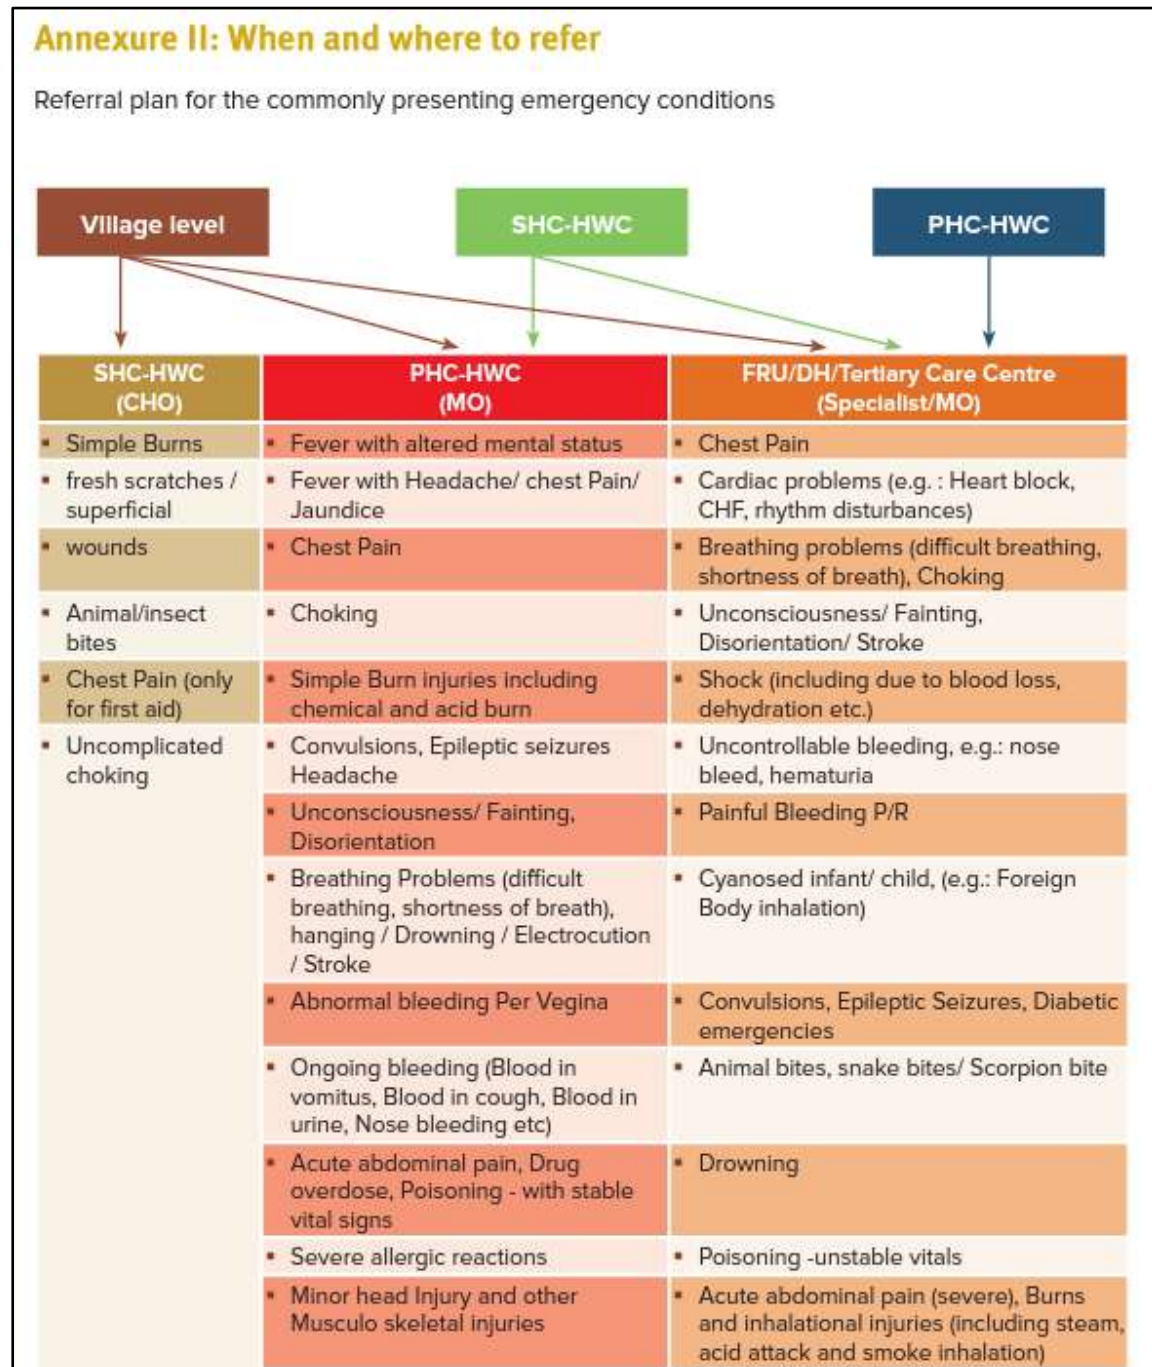 Annexure II: When and where to refer
Referral plan for the commonly presenting emergency conditions
VIllage level
SHC-HWC
PHC-HWC
SHC-HWC
(CHO)
▪ Simple Burns
▪ fresh scratches /
superficial
▪ wounds
▪ Animal/insect
bites
▪ Chest Pain (only
for first aid)
▪ Uncomplicated
choking
PHC-HWC
(MO)
▪ Fever with altered mental status
▪ Fever with Headache/ chest Pain/
Jaundice
▪ Chest Pain
▪ Choking
▪ Simple Burn injuries including
chemical and acid burn
▪ Convulsions, Epileptic seizures
Headache
▪ Unconsciousness/ Fainting,
Disorientation
▪ Breathing Problems (difficult
breathing, shortness of breath),
hanging / Drowning / Electrocution
/ Stroke
▪ Abnormal bleeding Per Vegina
▪ Ongoing bleeding (Blood in
vomitus, Blood in cough, Blood in
urine, Nose bleeding etc)
▪ Acute abdominal pain, Drug
overdose, Poisoning - with stable
vital signs
▪ Severe allergic reactions
▪ Minor head Injury and other
Musculo skeletal injuries
FRU/DH/Tertiary Care Centre
(Specialist/MO)
▪ Chest Pain
▪ Cardiac problems (e.g. : Heart block,
CHF, rhythm disturbances)
▪ Breathing problems (difficult breathing,
shortness of breath), Choking
▪ Unconsciousness/ Fainting,
Disorientation/ Stroke
▪ Shock (including due to blood loss,
dehydration etc.)
▪ Uncontrollable bleeding, e.g.: nose
bleed, hematuria
▪ Painful Bleeding P/R
▪ Cyanosed infant/ child, (e.g.: Foreign
Body inhalation)
▪ Convulsions, Epileptic Seizures, Diabetic
emergencies
▪ Animal bites, snake bites/ Scorpion bite
▪ Drowning
▪ Poisoning -unstable vitals
▪ Acute abdominal pain (severe), Burns
and inhalational injuries (including steam,
acid attack and smoke inhalation)